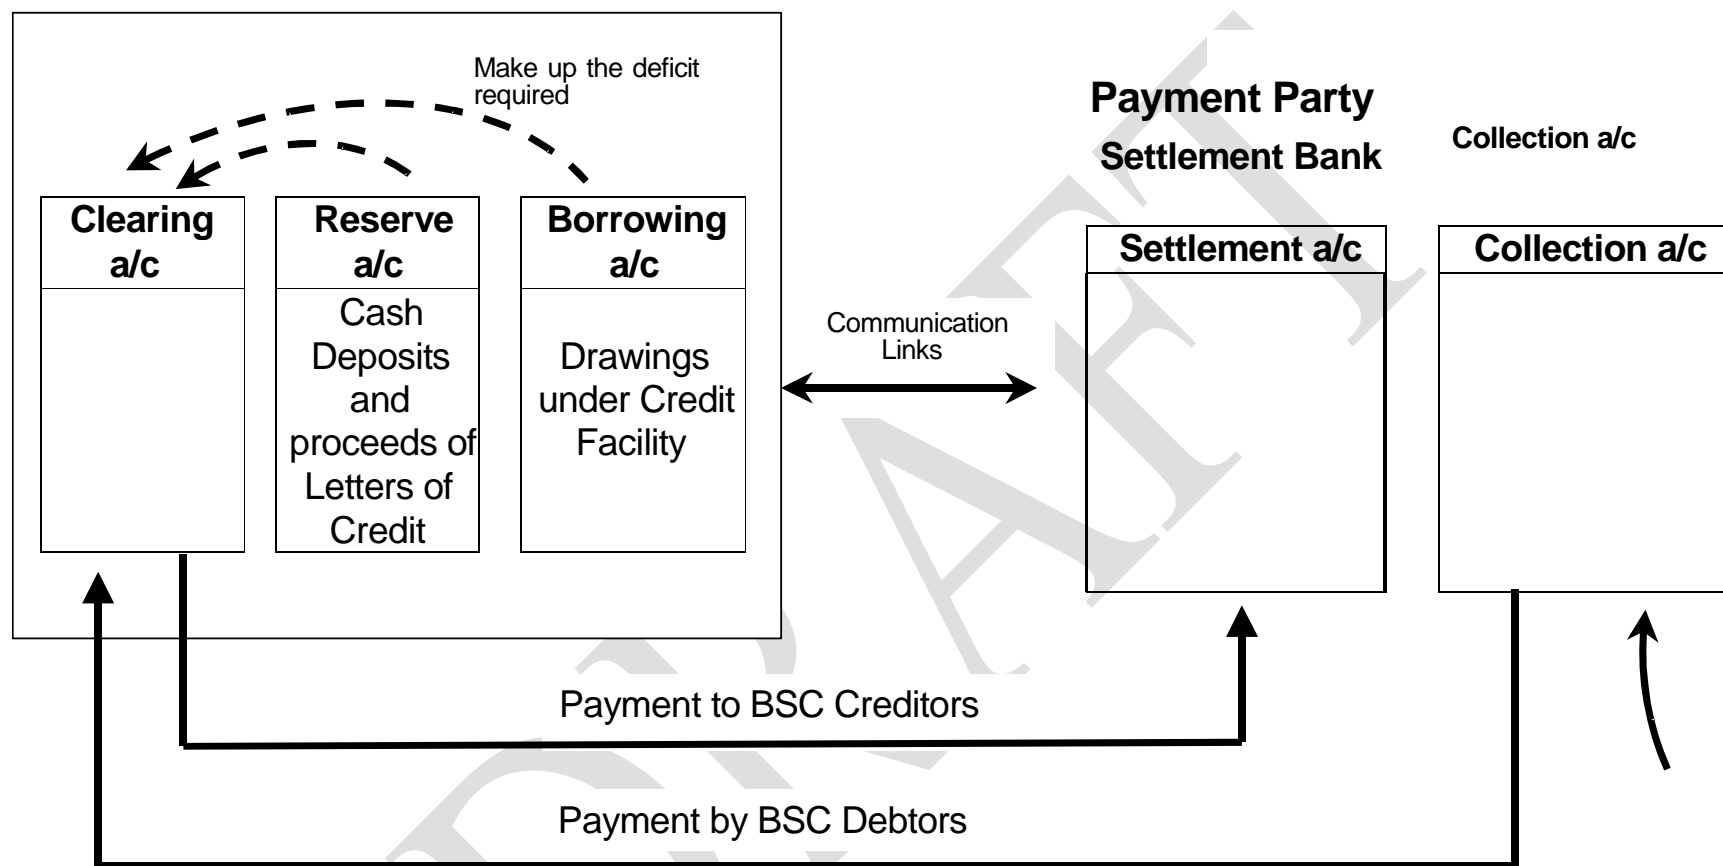 Make up the deficit
required
Payment Party
Settlement Bank
Collection a/c
Clearing
a/c
Reserve
a/c
Borrowing
a/c
Settlement a/c
Collection a/c
Cash
Deposits
and
proceeds of
Letters of
Credit
Drawings
under Credit
Facility
Communication
Links
Payment to BSC Creditors
Payment by BSC Debtors
DRAFT